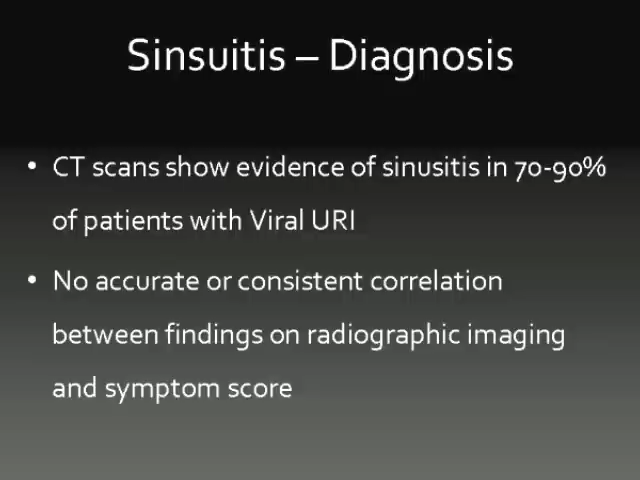 Sinsuitis – Diagnosis
• CT scans show evidence of sinusitis in 70-90%
of patients with Viral URI
• No accurate or consistent correlation
between findings on radiographic imaging
and symptom score